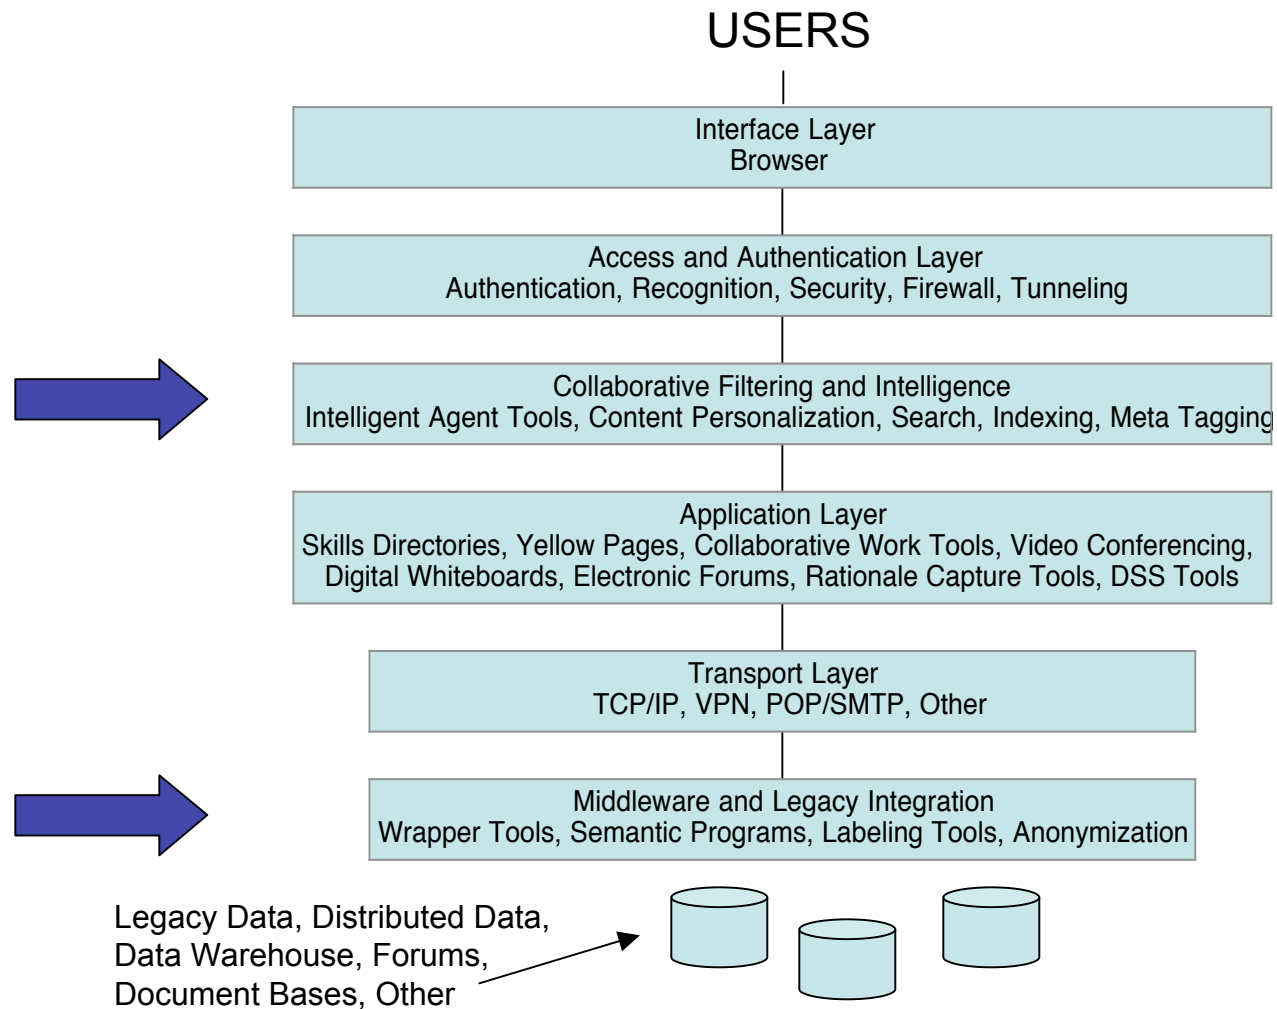 USERS
Interface Layer
Browser
Access and Authentication Layer
Authentication, Recognition, Security, Firewall, Tunneling
Collaborative Filtering and Intelligence
Intelligent Agent Tools, Content Personalization, Search, Indexing, Meta Tagging
Application Layer
Skills Directories, Yellow Pages, Collaborative Work Tools, Video Conferencing,
Digital Whiteboards, Electronic Forums, Rationale Capture Tools, DSS Tools
Transport Layer
TCP/IP, VPN, POP/SMTP, Other
Middleware and Legacy Integration
Wrapper Tools, Semantic Programs, Labeling Tools, Anonymization
Legacy Data, Distributed Data,
Data Warehouse, Forums,
Document Bases, Other